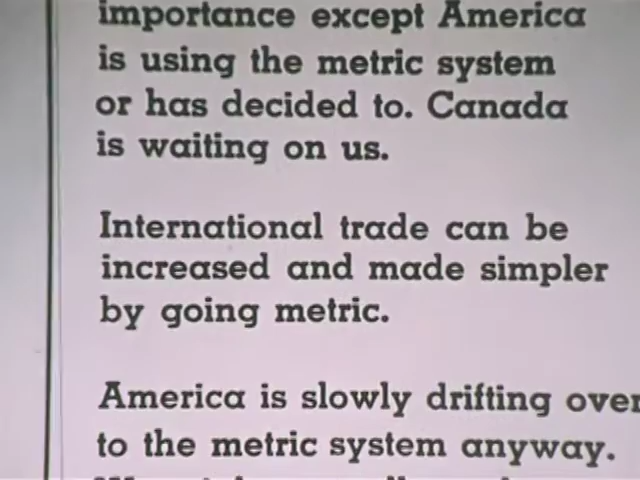 importance except America
is using the metric system
or has decided to. Canada
is waiting on us.
International trade can be
increased and made simpler
by going metric.
America is slowly drifting over
to the metric system anyway.